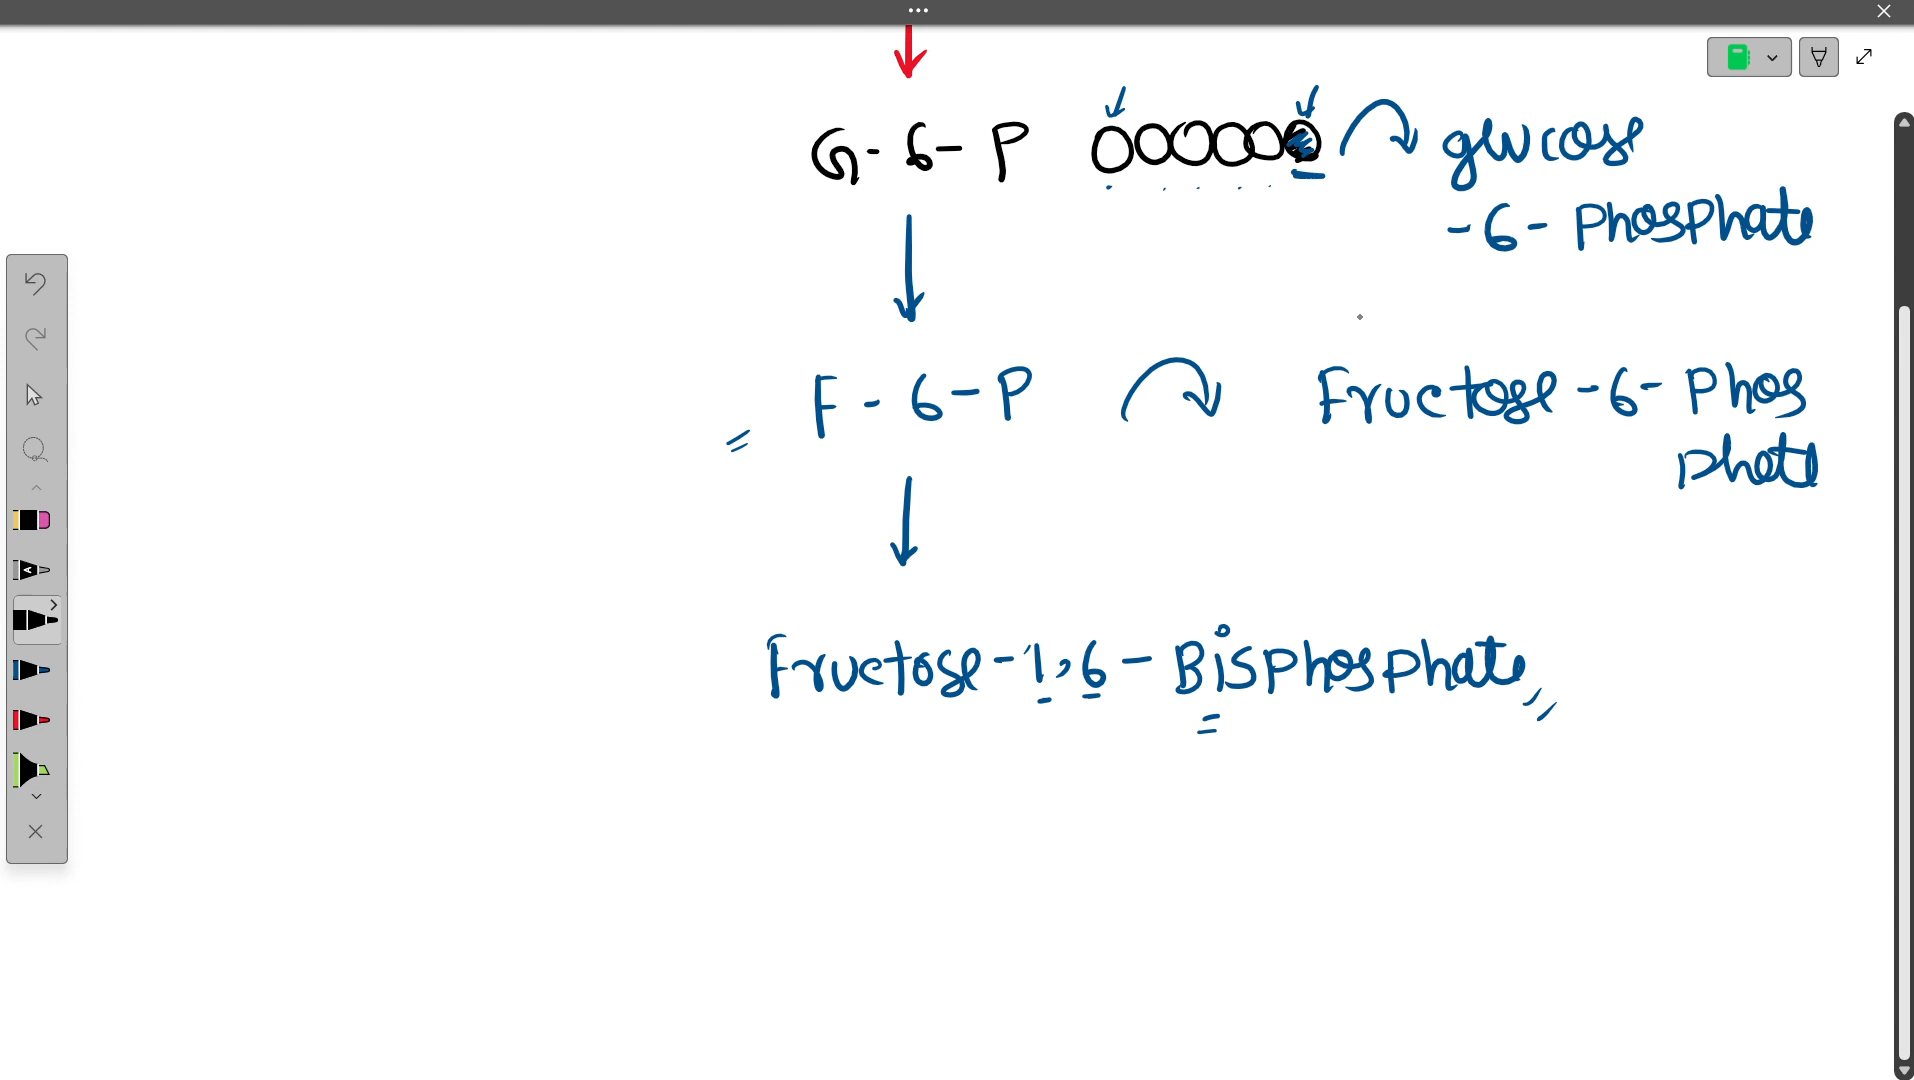 G-6-P glucose
-6-Phosphate
F-6-P Fructose-6-Phos
phate
Fructose-1,6-Bisphosphate